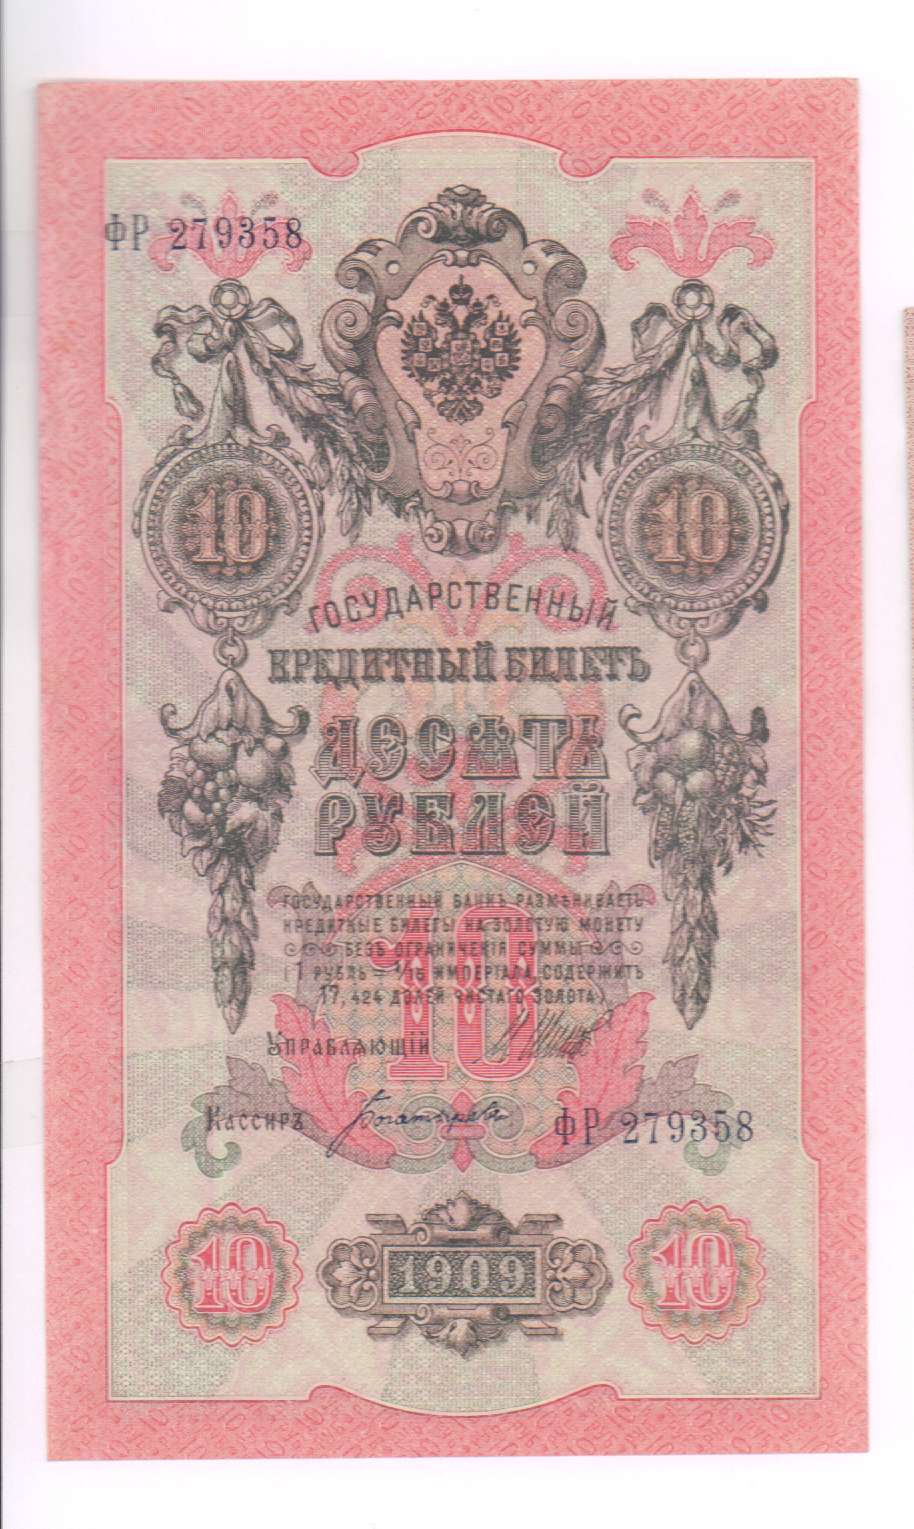 ФР 279358
10 10
ГОСУДАРСТВЕННЫЙ
КРЕДИТНЫЙ БИЛЕТЪ
ДЕСЯТЬ
РУБЛЕЙ
ГОСУДАРСТВЕННЫЙ БАНКЪ РАЗМѢНИВАЕТЪ
КРЕДИТНЫЕ БИЛЕТЫ НА ЗОЛОТУЮ МОНЕТУ
БЕЗЪ ОГРАНИЧЕНІЯ СУММЫ
(1 РУБЛЬ = 1/15 ИМПЕРІАЛА, СОДЕРЖИТЪ
17,424 ДОЛЕЙ ЧИСТАГО ЗОЛОТА)
10
УПРАВЛЯЮЩІЙ
КАССИРЪ
ФР 279358
10 1909 10